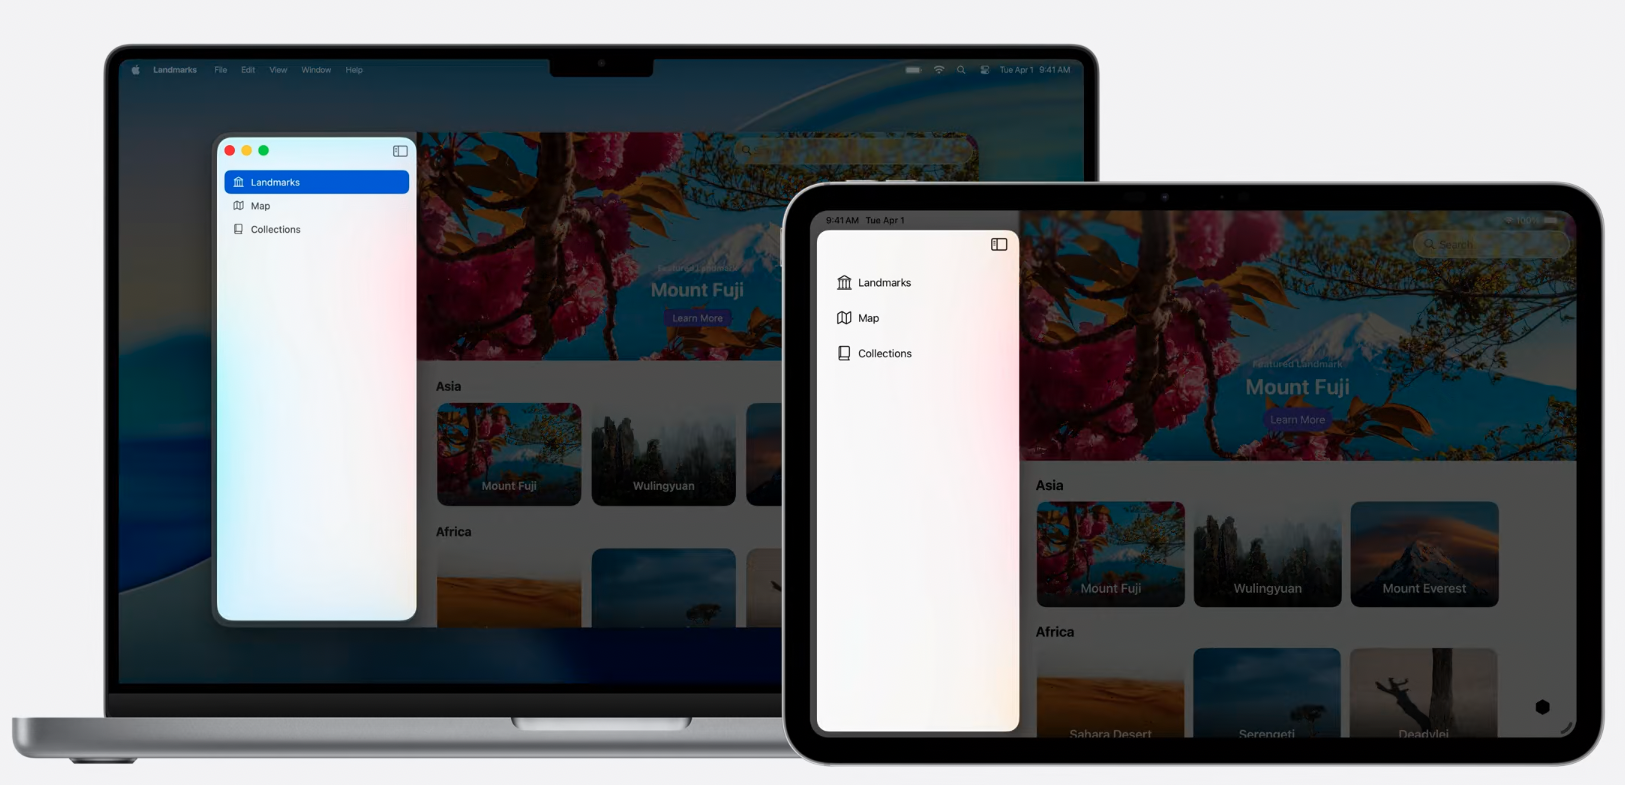 Landmarks File Edit View Window Help
Tue Apr 1 9:41 AM
Landmarks
Map
Collections
Featured Landmark
Mount Fuji
Learn More
Asia
Mount Fuji
Wulingyuan
Africa
9:41 AM Tue Apr 1
100%
Landmarks
Map
Collections
Search
Featured Landmark
Mount Fuji
Learn More
Asia
Mount Fuji
Wulingyuan
Mount Everest
Africa
Sahara Desert
Serengeti
Deadvlei